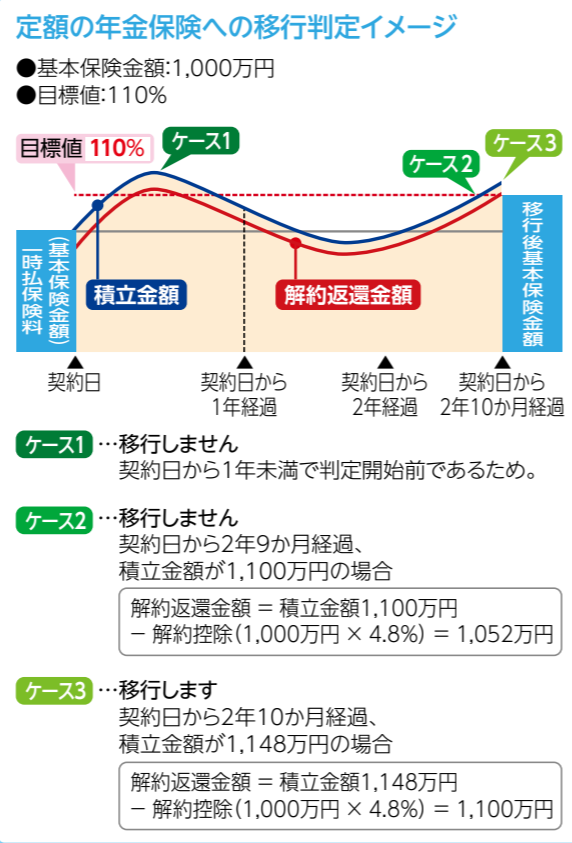 定額の年金保険への移行判定イメージ
●基本保険金額:1,000万円
●目標値:110%
目標値 110%
ケース1
ケース2
ケース3
一時払保険料
(基本保険金額)
積立金額
解約返還金額
移行後基本保険金額
契約日
契約日から
1年経過
契約日から
2年経過
契約日から
2年10か月経過
ケース1 …移行しません
契約日から1年未満で判定開始前であるため。
ケース2 …移行しません
契約日から2年9か月経過、
積立金額が1,100万円の場合
解約返還金額 = 積立金額1,100万円
− 解約控除(1,000万円 × 4.8%) = 1,052万円
ケース3 …移行します
契約日から2年10か月経過、
積立金額が1,148万円の場合
解約返還金額 = 積立金額1,148万円
− 解約控除(1,000万円 × 4.8%) = 1,100万円